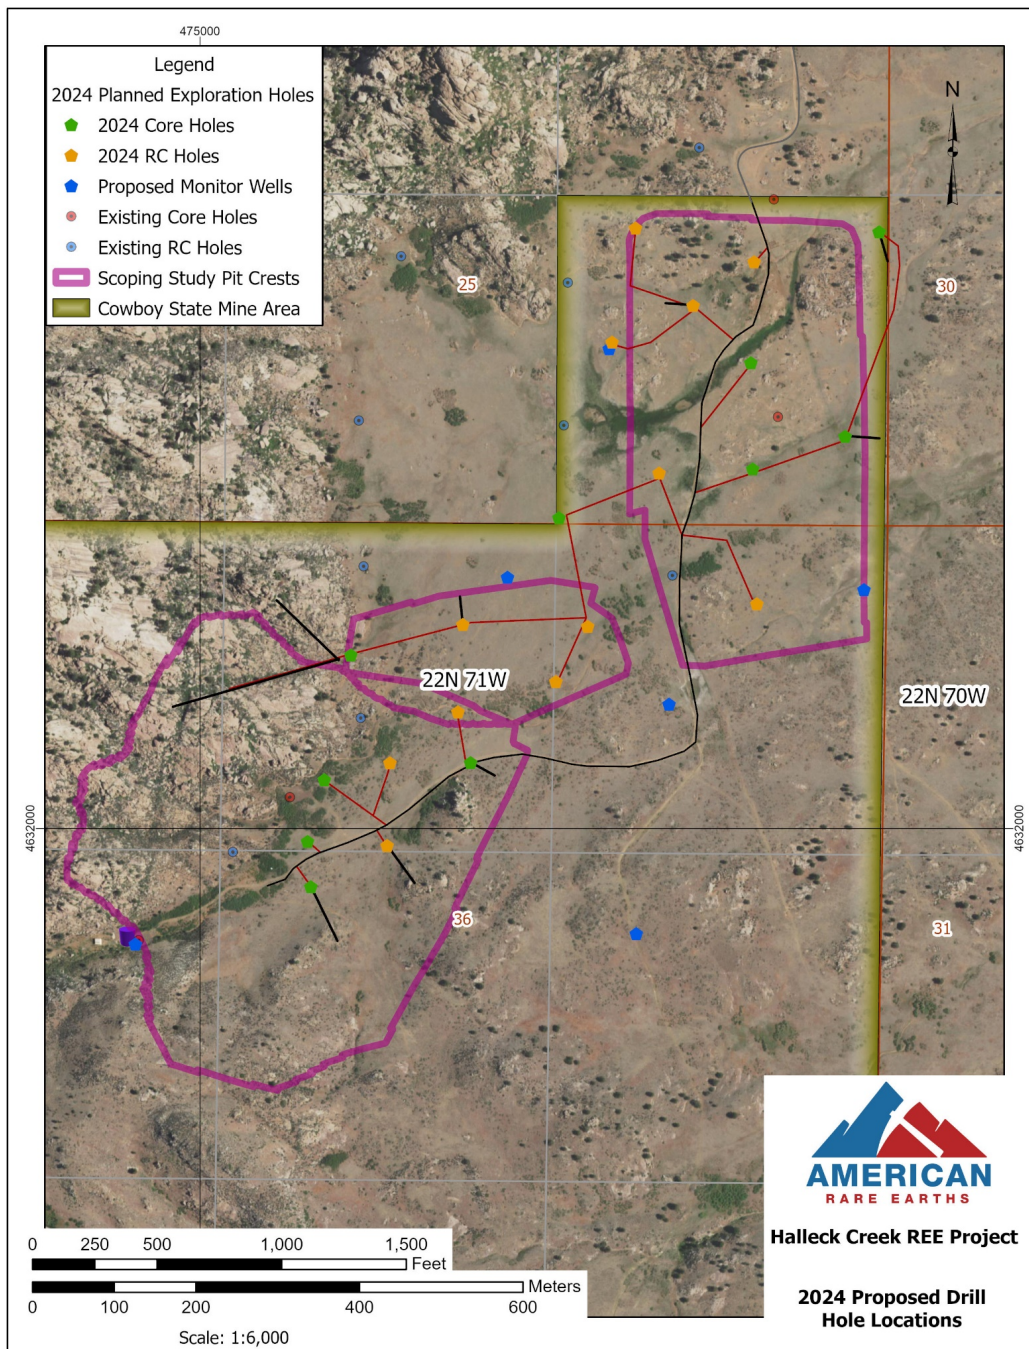 475000
Legend
2024 Planned Exploration Holes
2024 Core Holes
2024 RC Holes
Proposed Monitor Wells
Existing Core Holes
Existing RC Holes
Scoping Study Pit Crests
Cowboy State Mine Area
N
25
30
22N 71W
22N 70W
4632000
4632000
36
31
AMERICAN
RARE EARTHS
Halleck Creek REE Project
2024 Proposed Drill
Hole Locations
0 250 500 1,000 1,500
Feet
Meters
0 100 200 400 600
Scale: 1:6,000